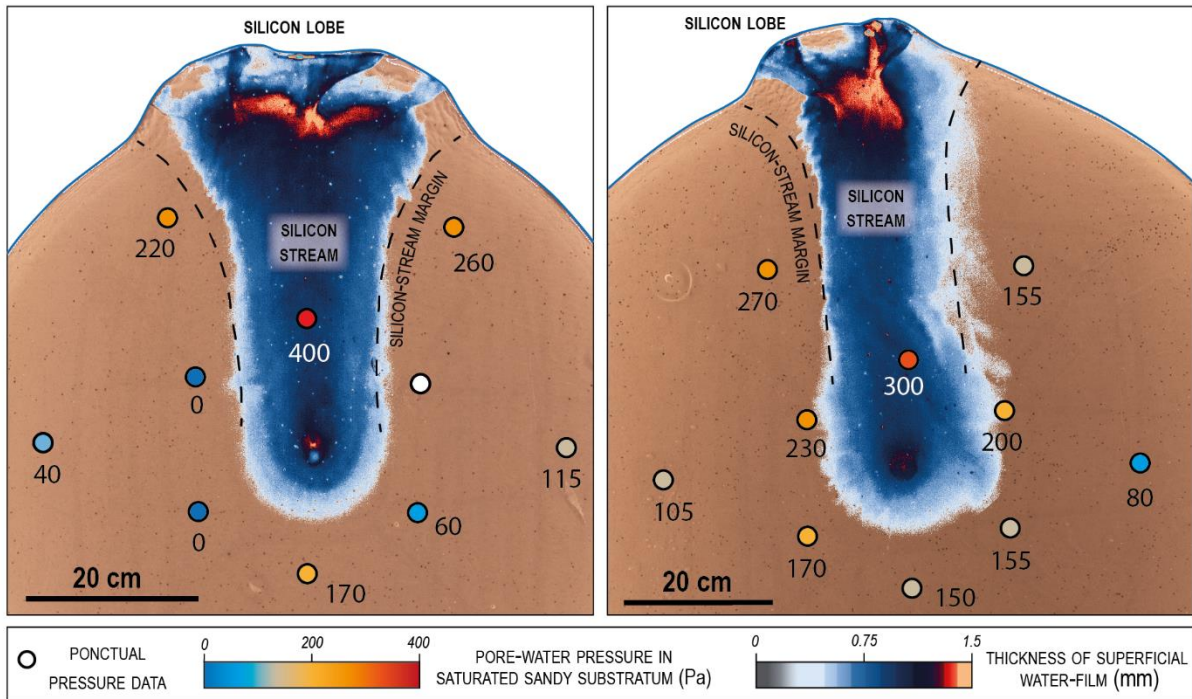 SILICON LOBE
SILICON STREAM
SILICON-STREAM MARGIN
220
260
400
0
40
115
0
60
170
20 cm
SILICON LOBE
SILICON-STREAM MARGIN
SILICON STREAM
270
155
300
230
200
105
80
170
155
150
20 cm
PONCTUAL
PRESSURE DATA
0 200 400
PORE-WATER PRESSURE IN
SATURATED SANDY SUBSTRATUM (Pa)
0 0.75 1.5
THICKNESS OF SUPERFICIAL
WATER-FILM (mm)